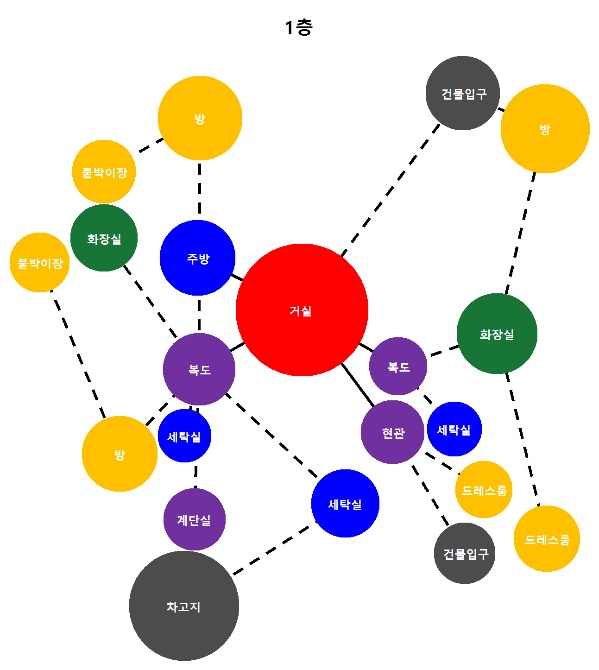 1층
건물입구
방
방
붙박이장
화장실
붙박이장
주방
거실
화장실
복도
복도
세탁실
현관
세탁실
방
드레스룸
세탁실
계단실
드레스룸
건물입구
차고지